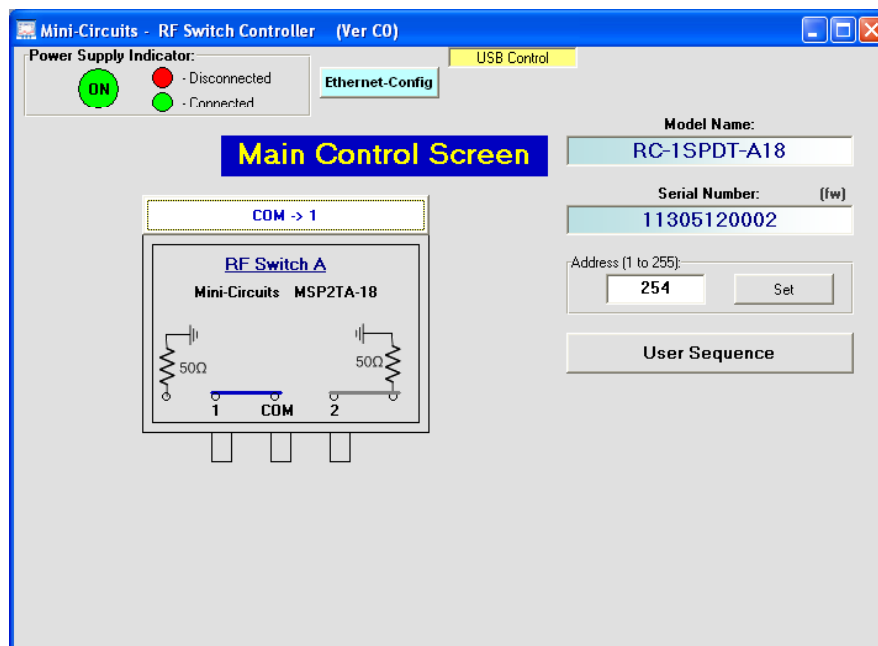 Mini-Circuits - RF Switch Controller (Ver C0)
Power Supply Indicator:
ON
- Disconnected
- Connected
Ethernet-Config
USB Control
Main Control Screen
Model Name:
RC-1SPDT-A18
Serial Number: (fw)
11305120002
Address (1 to 255):
254 Set
User Sequence
COM -> 1
RF Switch A
Mini-Circuits MSP2TA-18
50Ω 50Ω
1 COM 2